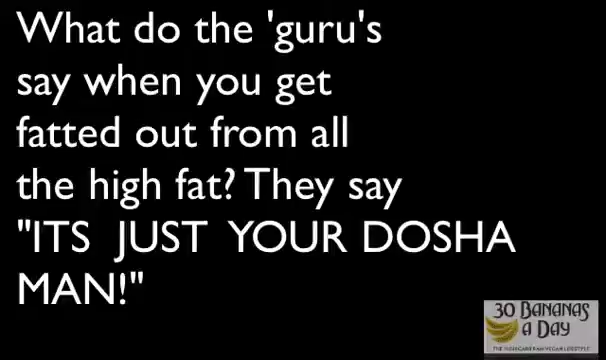 What do the 'guru's
say when you get
fatted out from all
the high fat? They say
"ITS JUST YOUR DOSHA
MAN!"
30 BANANAS
a DAY